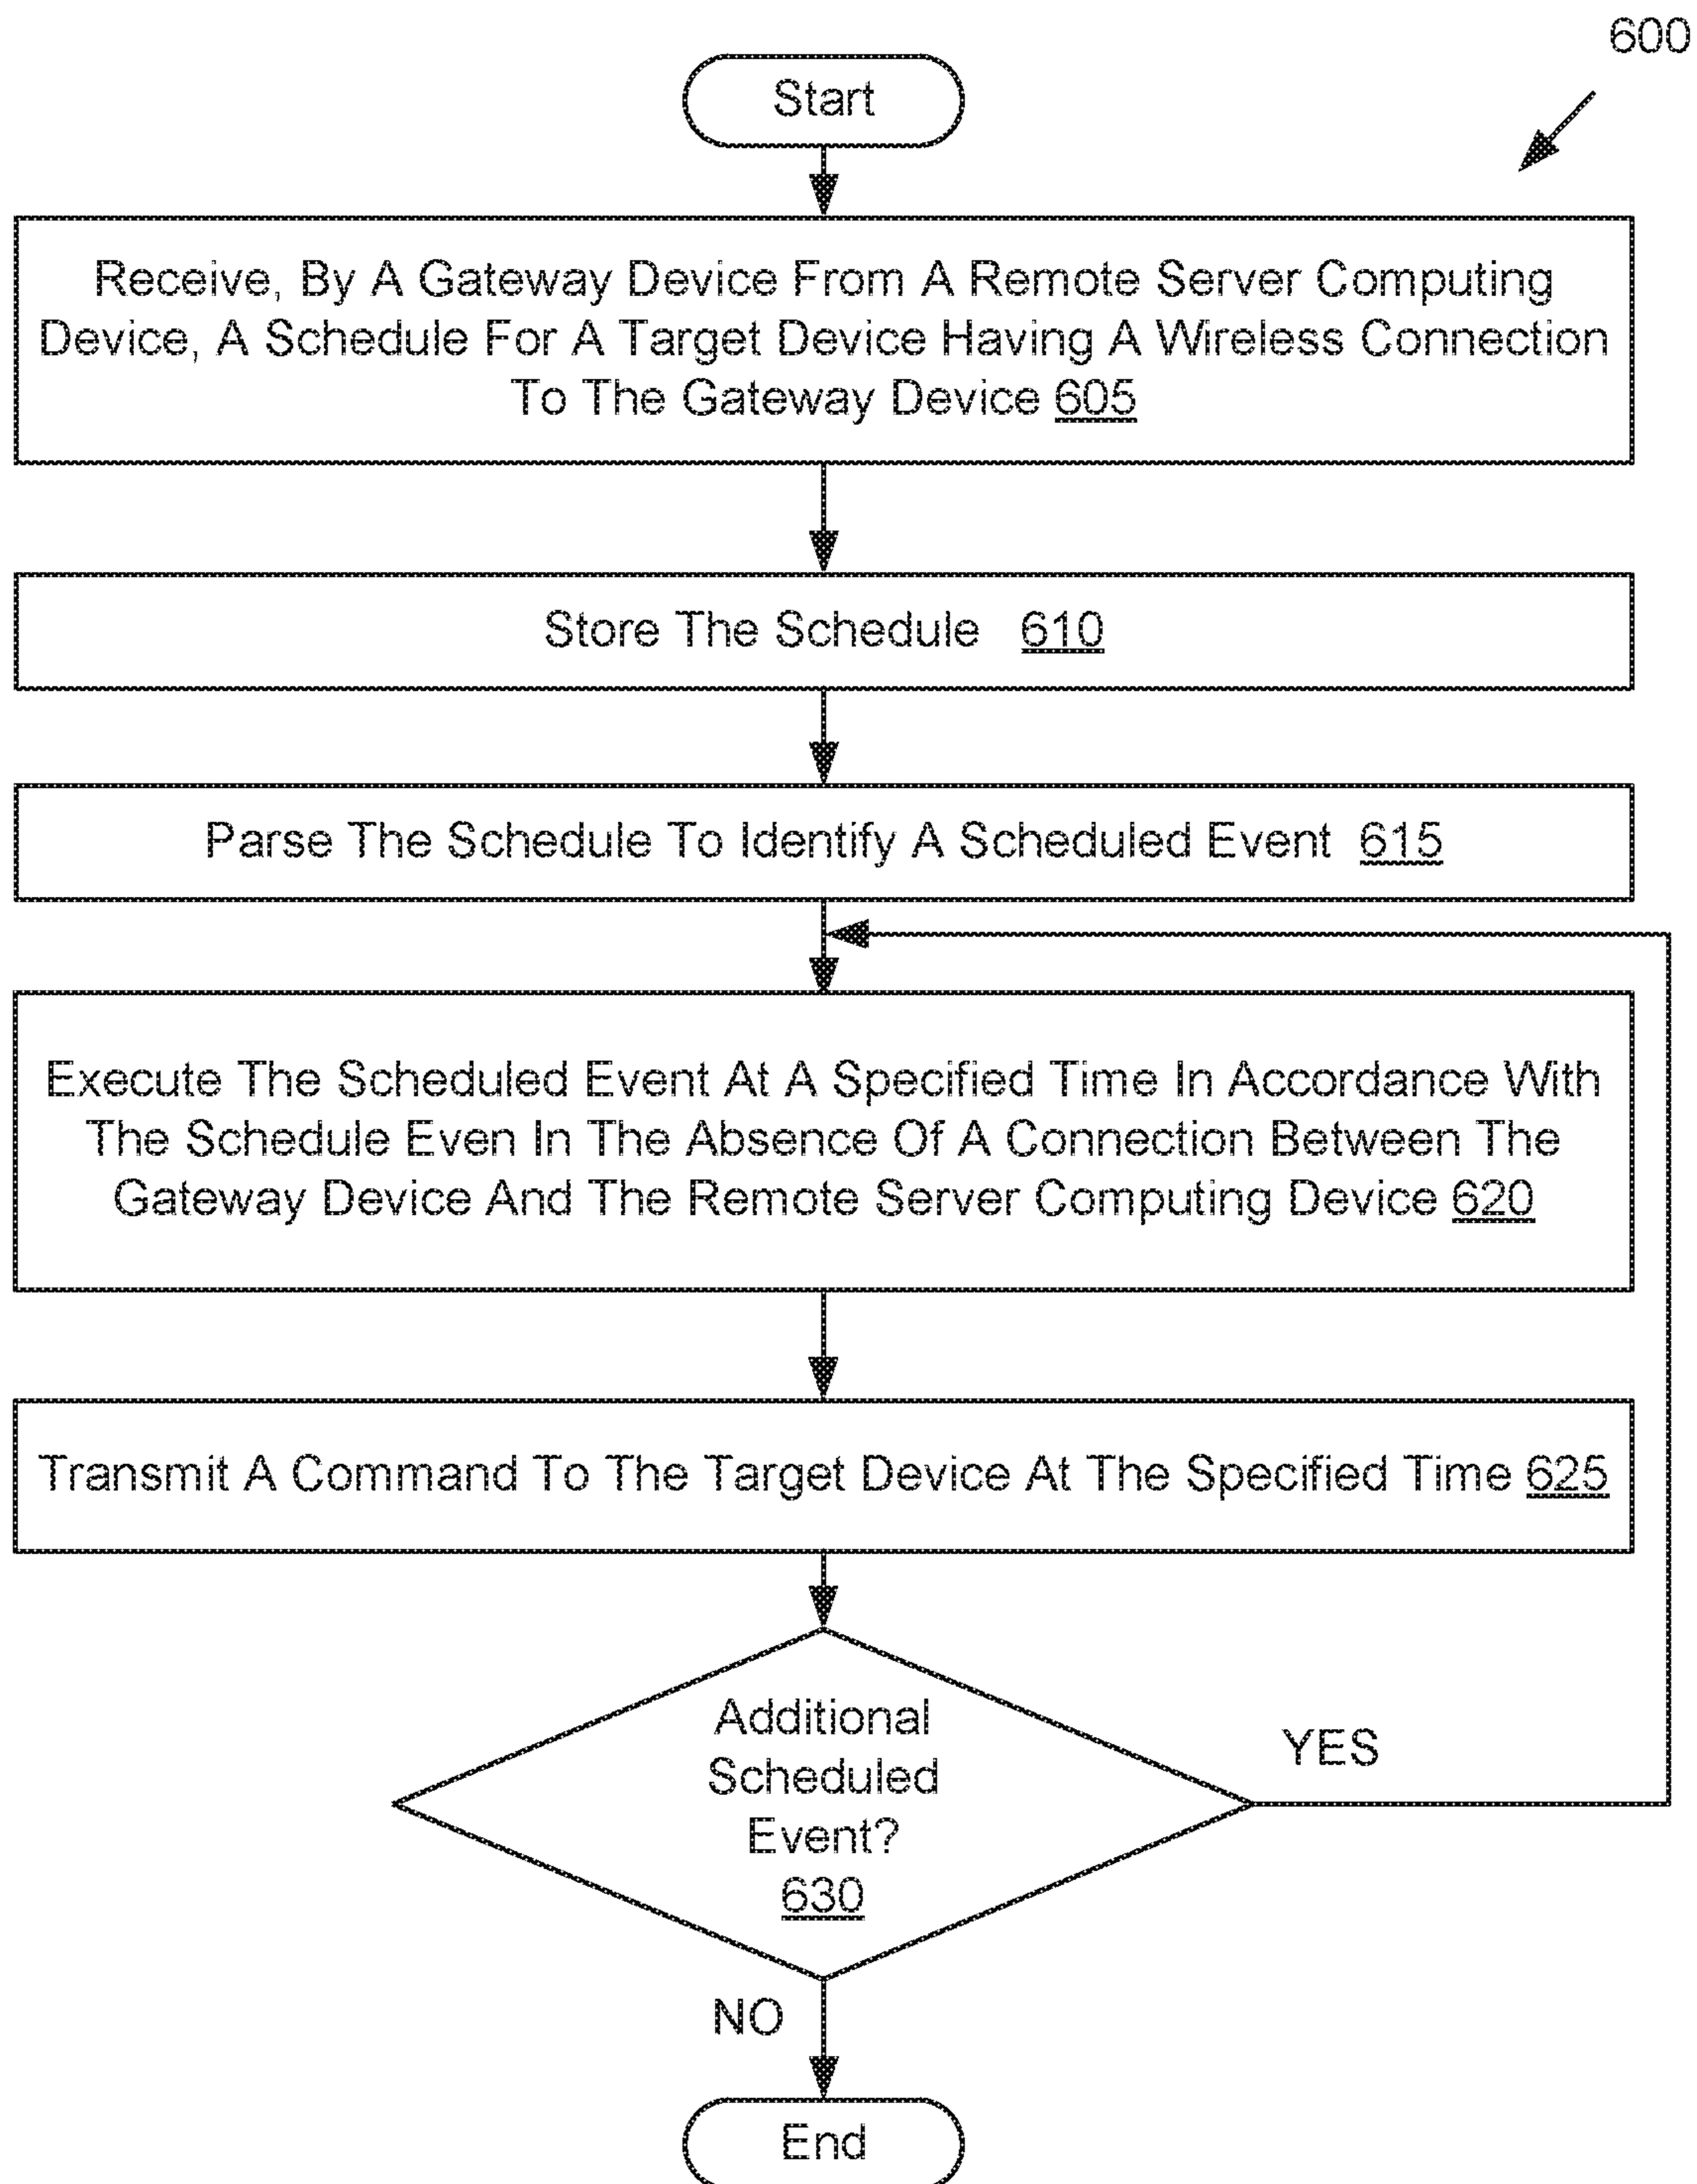 600
Start
Receive, By A Gateway Device From A Remote Server Computing
Device, A Schedule For A Target Device Having A Wireless Connection
To The Gateway Device 605
Store The Schedule 610
Parse The Schedule To Identify A Scheduled Event 615
Execute The Scheduled Event At A Specified Time In Accordance With
The Schedule Even In The Absence Of A Connection Between The
Gateway Device And The Remote Server Computing Device 620
Transmit A Command To The Target Device At The Specified Time 625
Additional
Scheduled
Event?
630
YES
NO
End